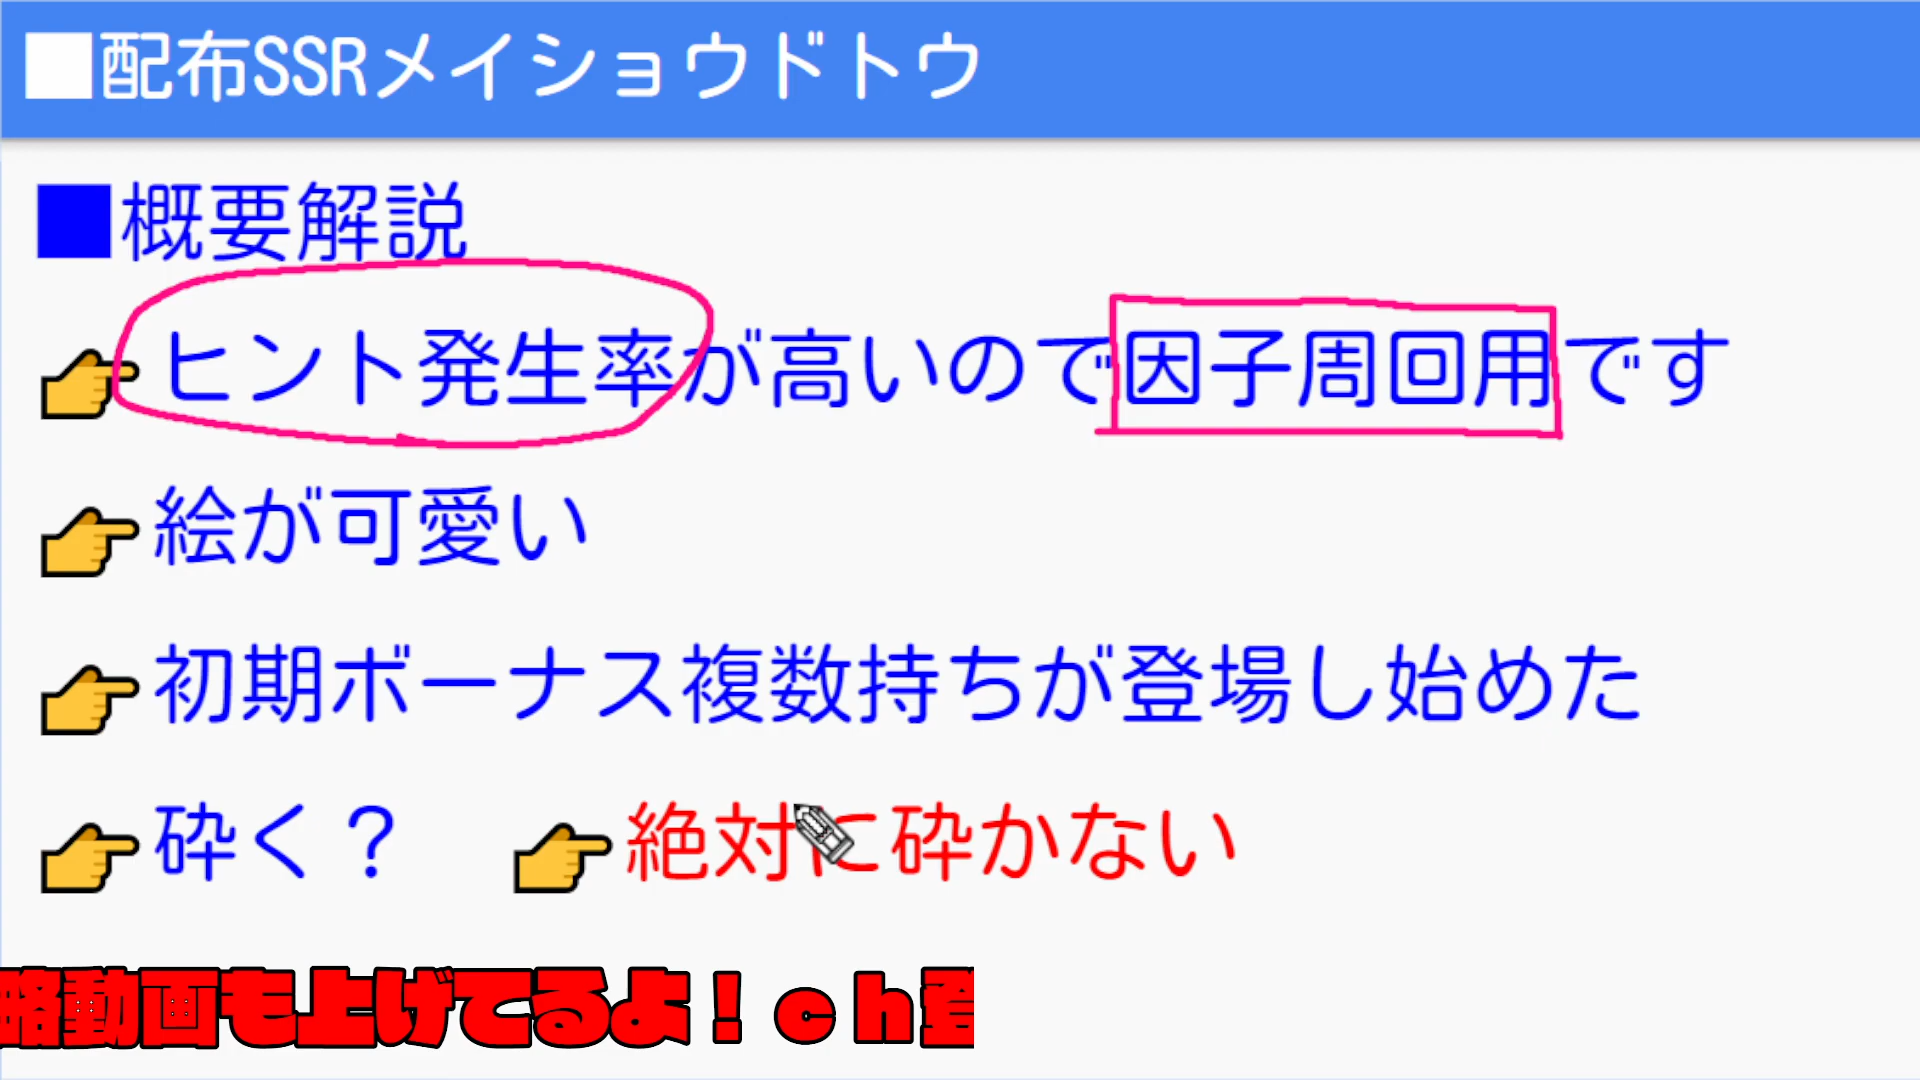 ■配布SSRメイショウドトウ
■概要解説
👉ヒント発生率が高いので因子周回用です
👉絵が可愛い
👉初期ボーナス複数持ちが登場し始めた
👉砕く？ 👉絶対に砕かない
略動画も上げてるよ！ｃｈ登